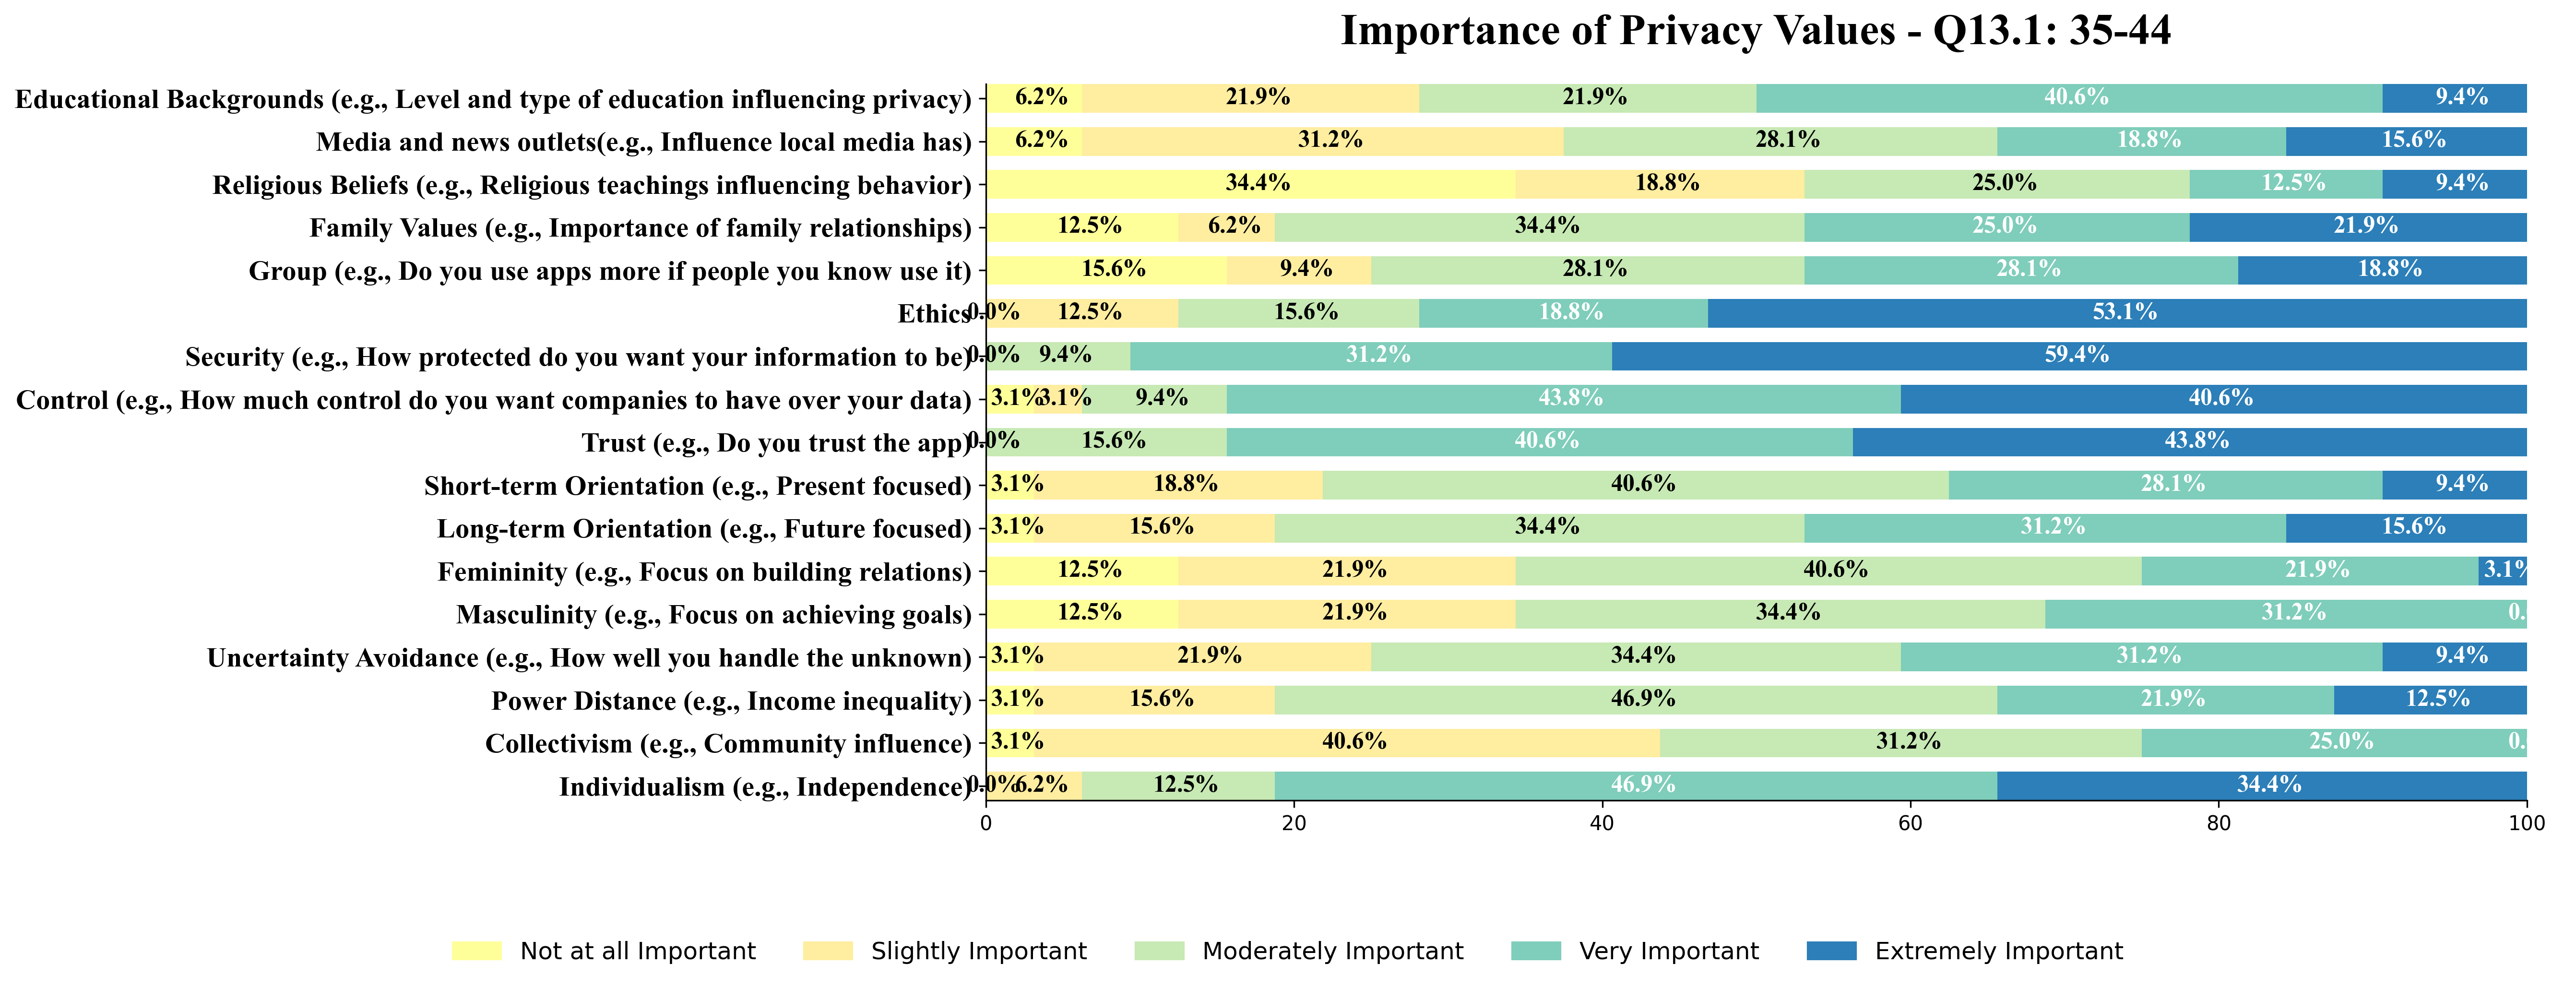 Importance of Privacy Values - Q13.1: 35-44
Educational Backgrounds (e.g., Level and type of education influencing privacy) 6.2% 21.9% 21.9% 40.6% 9.4%
Media and news outlets(e.g., Influence local media has) 6.2% 31.2% 28.1% 18.8% 15.6%
Religious Beliefs (e.g., Religious teachings influencing behavior) 34.4% 18.8% 25.0% 12.5% 9.4%
Family Values (e.g., Importance of family relationships) 12.5% 6.2% 34.4% 25.0% 21.9%
Group (e.g., Do you use apps more if people you know use it) 15.6% 9.4% 28.1% 28.1% 18.8%
Ethics 0.0% 12.5% 15.6% 18.8% 53.1%
Security (e.g., How protected do you want your information to be) 0.0% 9.4% 31.2% 59.4%
Control (e.g., How much control do you want companies to have over your data) 3.1% 3.1% 9.4% 43.8% 40.6%
Trust (e.g., Do you trust the app) 0.0% 15.6% 40.6% 43.8%
Short-term Orientation (e.g., Present focused) 3.1% 18.8% 40.6% 28.1% 9.4%
Long-term Orientation (e.g., Future focused) 3.1% 15.6% 34.4% 31.2% 15.6%
Femininity (e.g., Focus on building relations) 12.5% 21.9% 40.6% 21.9% 3.1%
Masculinity (e.g., Focus on achieving goals) 12.5% 21.9% 34.4% 31.2% 0.
Uncertainty Avoidance (e.g., How well you handle the unknown) 3.1% 21.9% 34.4% 31.2% 9.4%
Power Distance (e.g., Income inequality) 3.1% 15.6% 46.9% 21.9% 12.5%
Collectivism (e.g., Community influence) 3.1% 40.6% 31.2% 25.0% 0.
Individualism (e.g., Independence) 0.0% 6.2% 12.5% 46.9% 34.4%
0 20 40 60 80 100
Not at all Important Slightly Important Moderately Important Very Important Extremely Important